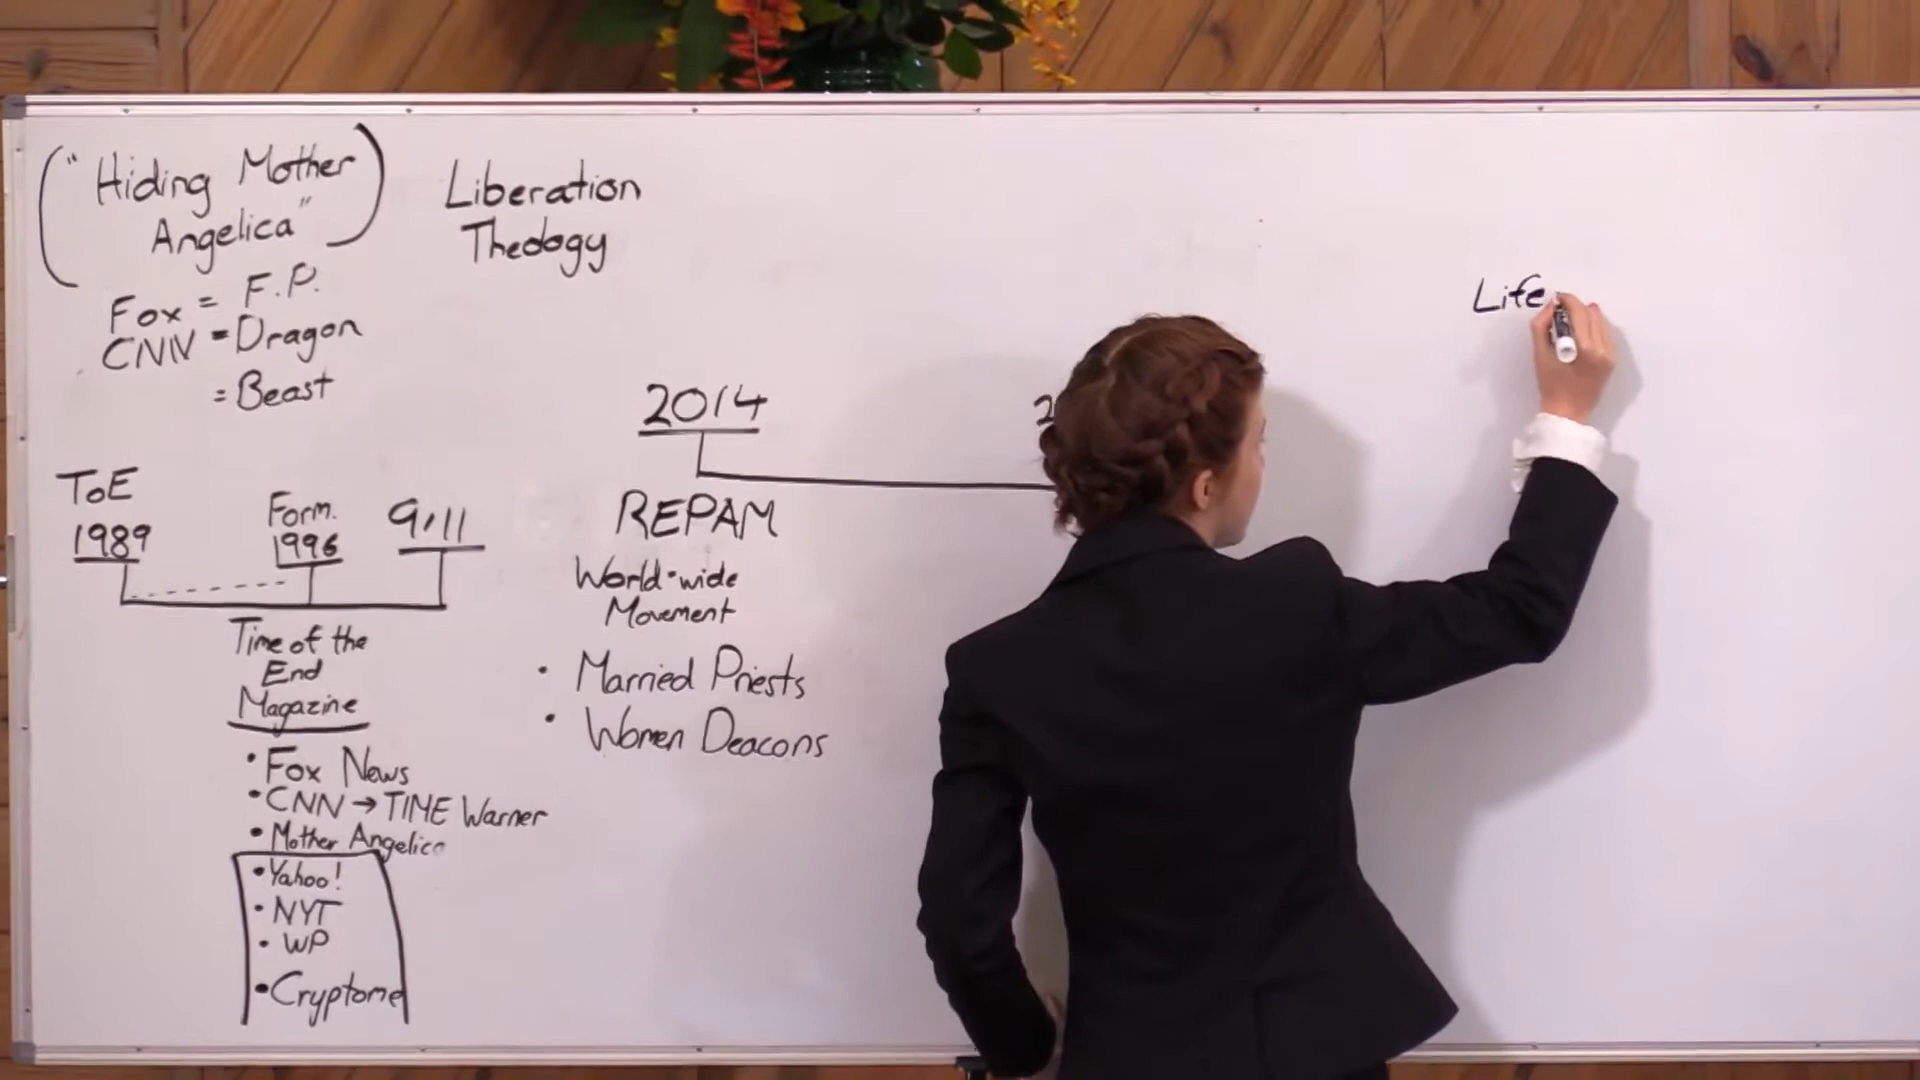 ("Hiding Mother
Angelica")
Fox = F.P.
CNN = Dragon
= Beast
Liberation
Theology
ToE
1989
Form.
1996
9/11
Time of the
End
Magazine
• Fox News
• CNN → TIME Warner
• Mother Angelica
• Yahoo!
• NYT
• WP
• Cryptome
2014
REPAM
World-wide
Movement
• Married Priests
• Women Deacons
2
Life